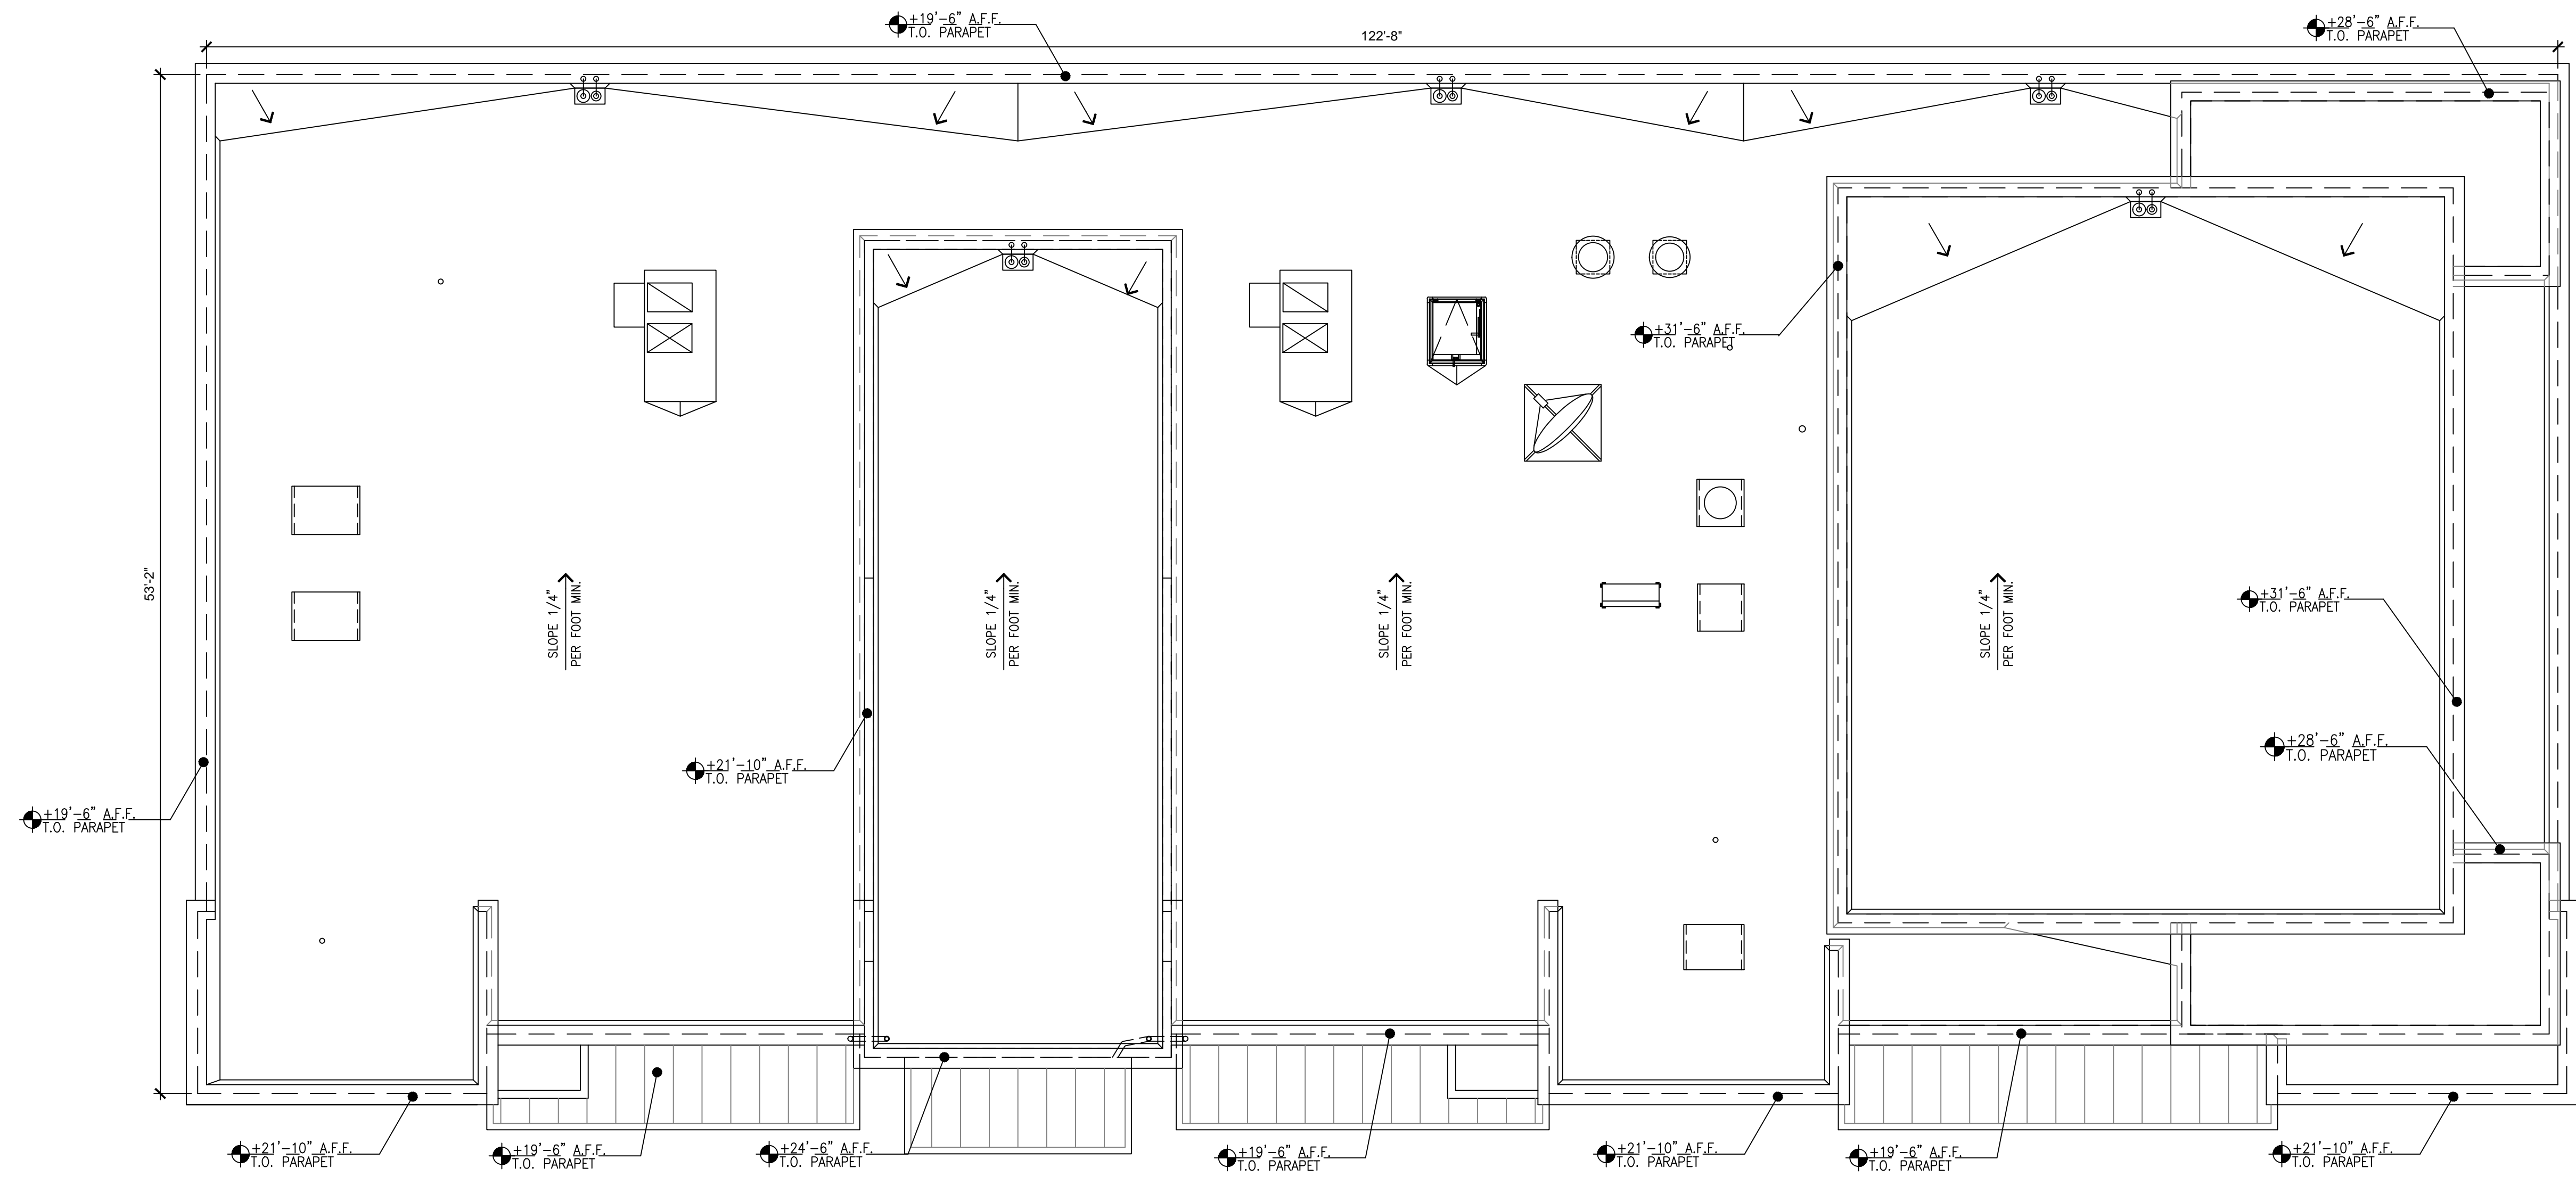 +19'-6" A.F.F.
T.O. PARAPET
122'-8"
+28'-6" A.F.F.
T.O. PARAPET
+31'-6" A.F.F.
T.O. PARAPET
53'-2"
SLOPE 1/4"
PER FOOT MIN.
SLOPE 1/4"
PER FOOT MIN.
SLOPE 1/4"
PER FOOT MIN.
SLOPE 1/4"
PER FOOT MIN.
+31'-6" A.F.F.
T.O. PARAPET
+28'-6" A.F.F.
T.O. PARAPET
+21'-10" A.F.F.
T.O. PARAPET
+19'-6" A.F.F.
T.O. PARAPET
+21'-10" A.F.F.
T.O. PARAPET
+19'-6" A.F.F.
T.O. PARAPET
+24'-6" A.F.F.
T.O. PARAPET
+19'-6" A.F.F.
T.O. PARAPET
+21'-10" A.F.F.
T.O. PARAPET
+19'-6" A.F.F.
T.O. PARAPET
+21'-10" A.F.F.
T.O. PARAPET